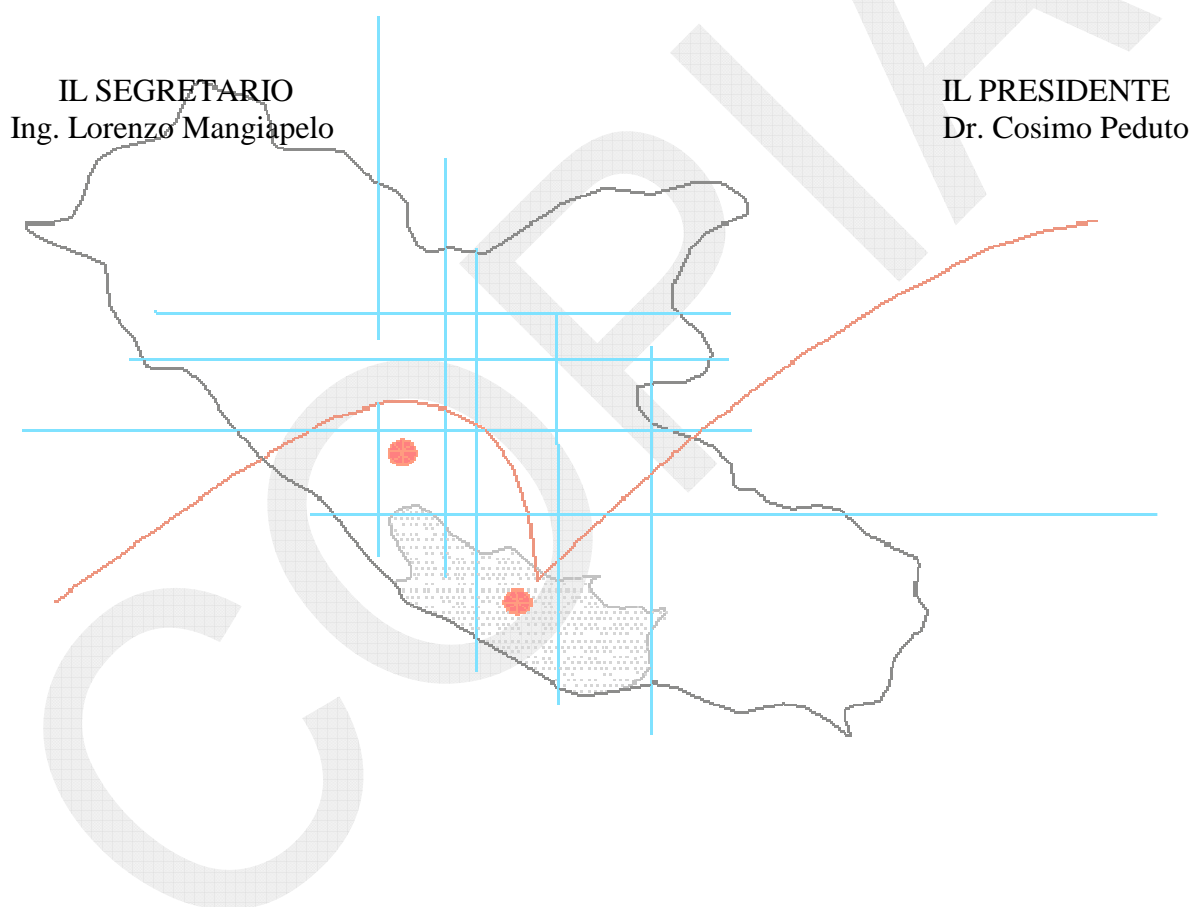 IL SEGRETARIO
Ing. Lorenzo Mangiapelo
IL PRESIDENTE
Dr. Cosimo Peduto
COPIA